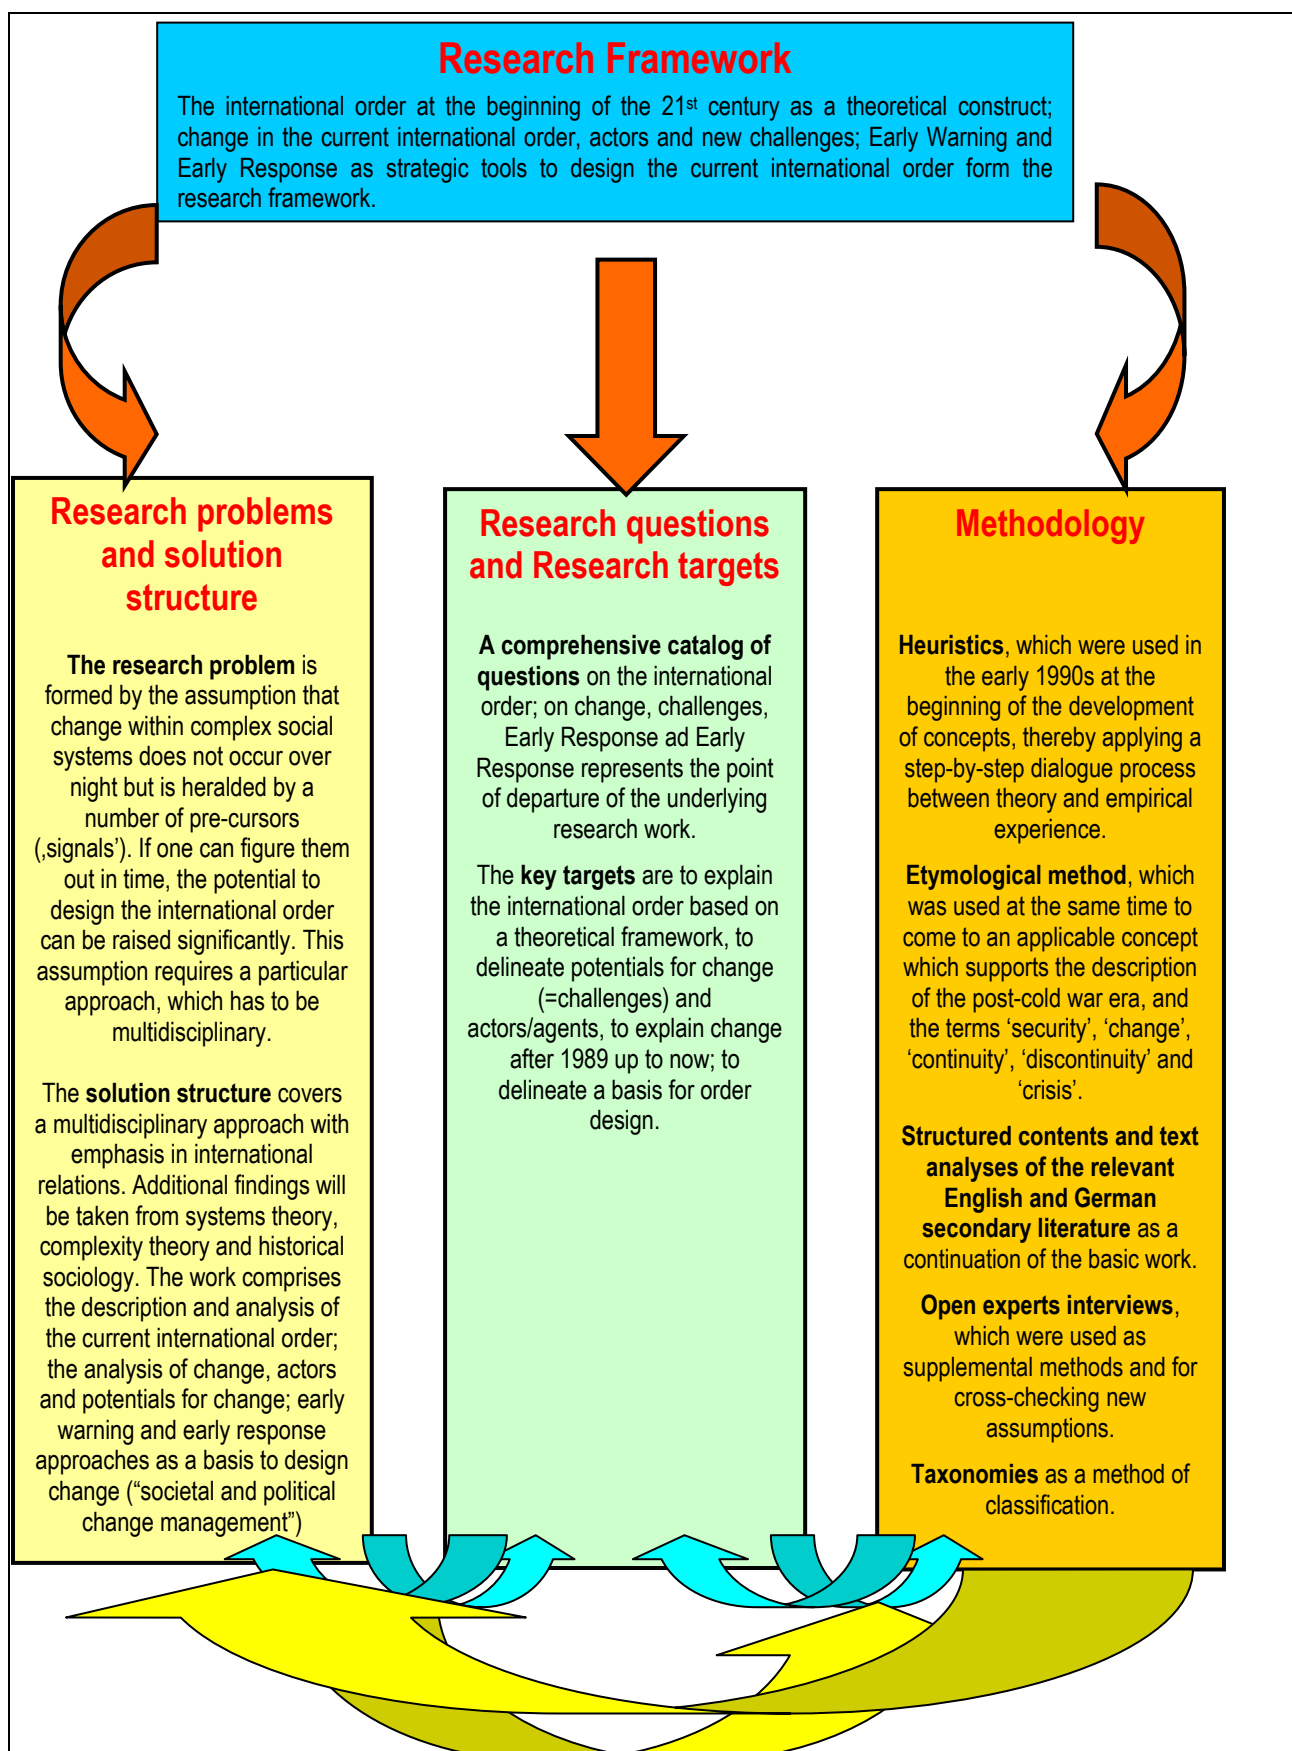 Research Framework
The international order at the beginning of the 21st century as a theoretical construct;
change in the current international order, actors and new challenges; Early Warning and
Early Response as strategic tools to design the current international order form the
research framework.
Research problems
and solution
structure
The research problem is
formed by the assumption that
change within complex social
systems does not occur over
night but is heralded by a
number of pre-cursors
(‚signals’). If one can figure them
out in time, the potential to
design the international order
can be raised significantly. This
assumption requires a particular
approach, which has to be
multidisciplinary.
The solution structure covers
a multidisciplinary approach with
emphasis in international
relations. Additional findings will
be taken from systems theory,
complexity theory and historical
sociology. The work comprises
the description and analysis of
the current international order;
the analysis of change, actors
and potentials for change; early
warning and early response
approaches as a basis to design
change (“societal and political
change management”)
Research questions
and Research targets
A comprehensive catalog of
questions on the international
order; on change, challenges,
Early Response ad Early
Response represents the point
of departure of the underlying
research work.
The key targets are to explain
the international order based on
a theoretical framework, to
delineate potentials for change
(=challenges) and
actors/agents, to explain change
after 1989 up to now; to
delineate a basis for order
design.
Methodology
Heuristics, which were used in
the early 1990s at the
beginning of the development
of concepts, thereby applying a
step-by-step dialogue process
between theory and empirical
experience.
Etymological method, which
was used at the same time to
come to an applicable concept
which supports the description
of the post-cold war era, and
the terms ‘security’, ‘change’,
‘continuity’, ‘discontinuity’ and
‘crisis’.
Structured contents and text
analyses of the relevant
English and German
secondary literature as a
continuation of the basic work.
Open experts interviews,
which were used as
supplemental methods and for
cross-checking new
assumptions.
Taxonomies as a method of
classification.